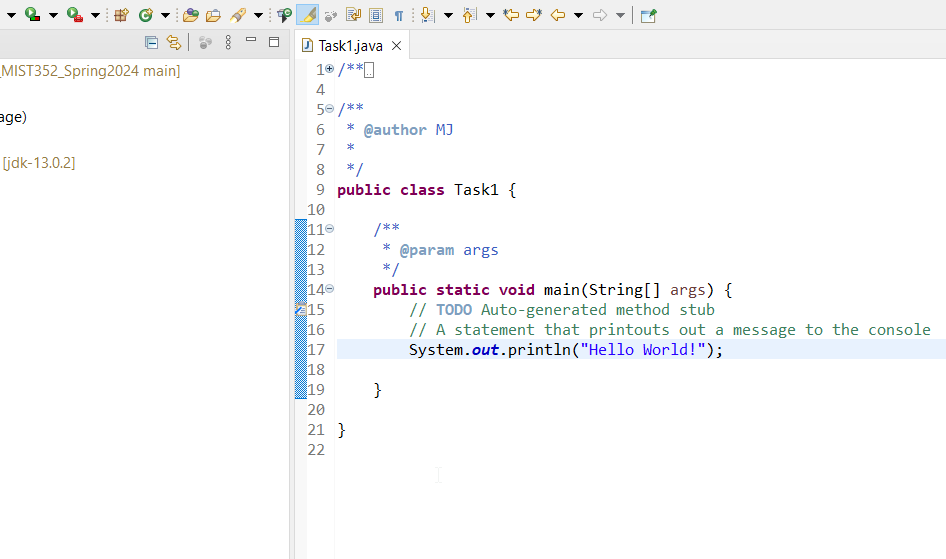 Task1.java
_MIST352_Spring2024 main]
age)
[jdk-13.0.2]
1 /**
4
5 /**
6 * @author MJ
7 *
8 */
9 public class Task1 {
10
11 /**
12 * @param args
13 */
14 public static void main(String[] args) {
15 // TODO Auto-generated method stub
16 // A statement that printouts out a message to the console
17 System.out.println("Hello World!");
18
19 }
20
21 }
22